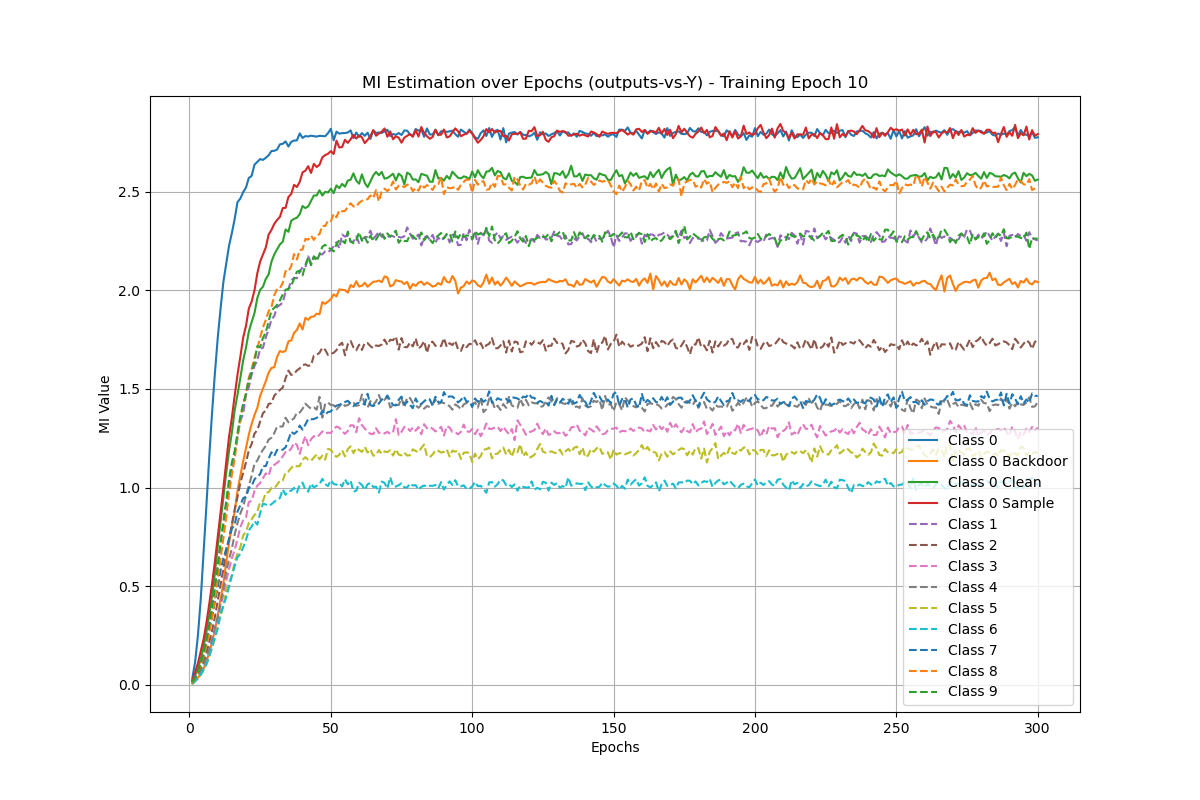 MI Estimation over Epochs (outputs-vs-Y) - Training Epoch 10
MI Value
2.5
2.0
1.5
1.0
0.5
0.0
0 50 100 150 200 250 300
Epochs
Class 0
Class 0 Backdoor
Class 0 Clean
Class 0 Sample
Class 1
Class 2
Class 3
Class 4
Class 5
Class 6
Class 7
Class 8
Class 9